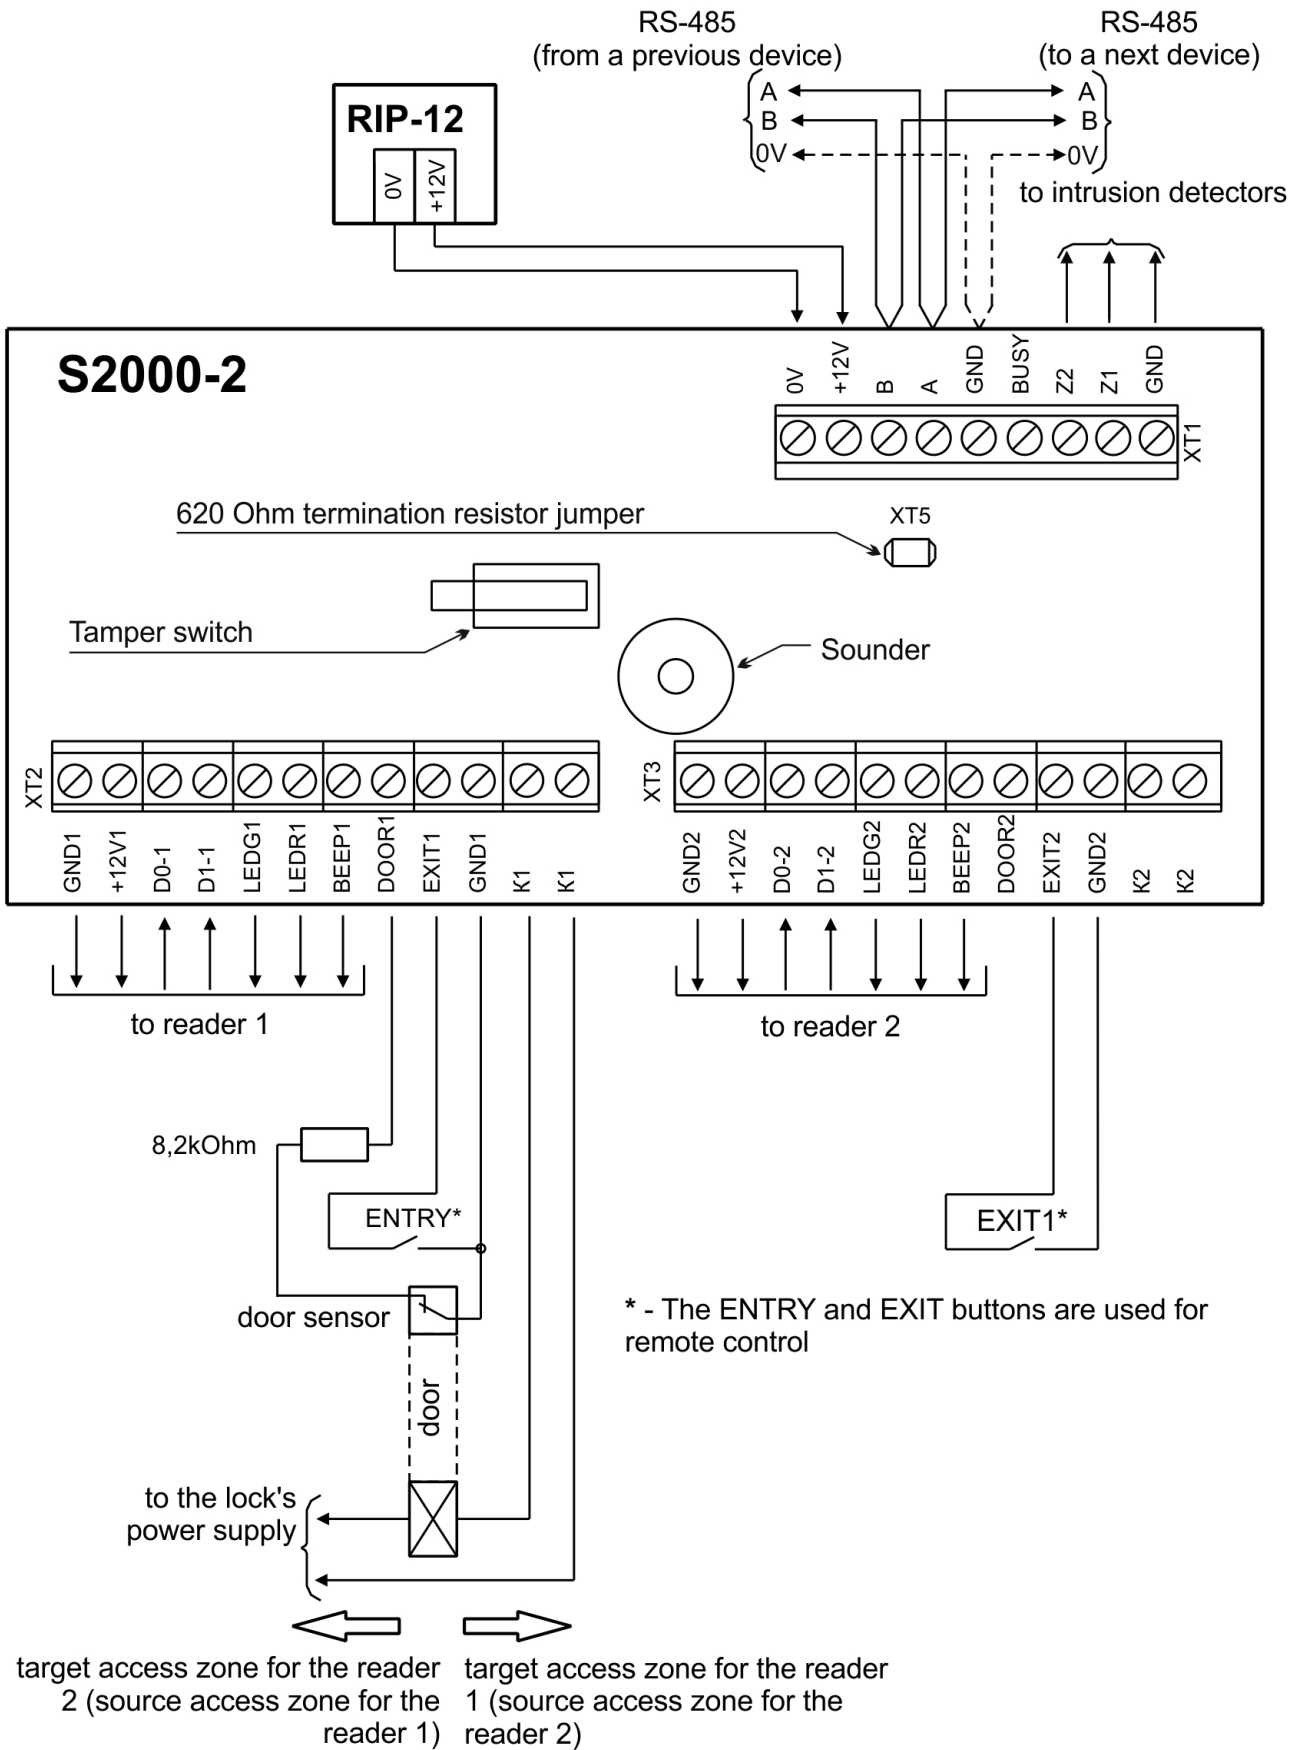 RS-485
(from a previous device)
RS-485
(to a next device)
A
B
0V
A
B
0V
to intrusion detectors
RIP-12
0V
+12V
S2000-2
0V
+12V
B
A
GND
BUSY
Z2
Z1
GND
XT1
620 Ohm termination resistor jumper
XT5
Tamper switch
Sounder
XT2
GND1
+12V1
D0-1
D1-1
LEDG1
LEDR1
BEEP1
DOOR1
EXIT1
GND1
K1
K1
XT3
GND2
+12V2
D0-2
D1-2
LEDG2
LEDR2
BEEP2
DOOR2
EXIT2
GND2
K2
K2
to reader 1
to reader 2
8,2kOhm
ENTRY*
EXIT1*
door sensor
* - The ENTRY and EXIT buttons are used for
remote control
door
to the lock's
power supply
target access zone for the reader
2 (source access zone for the
reader 1)
target access zone for the reader
1 (source access zone for the
reader 2)